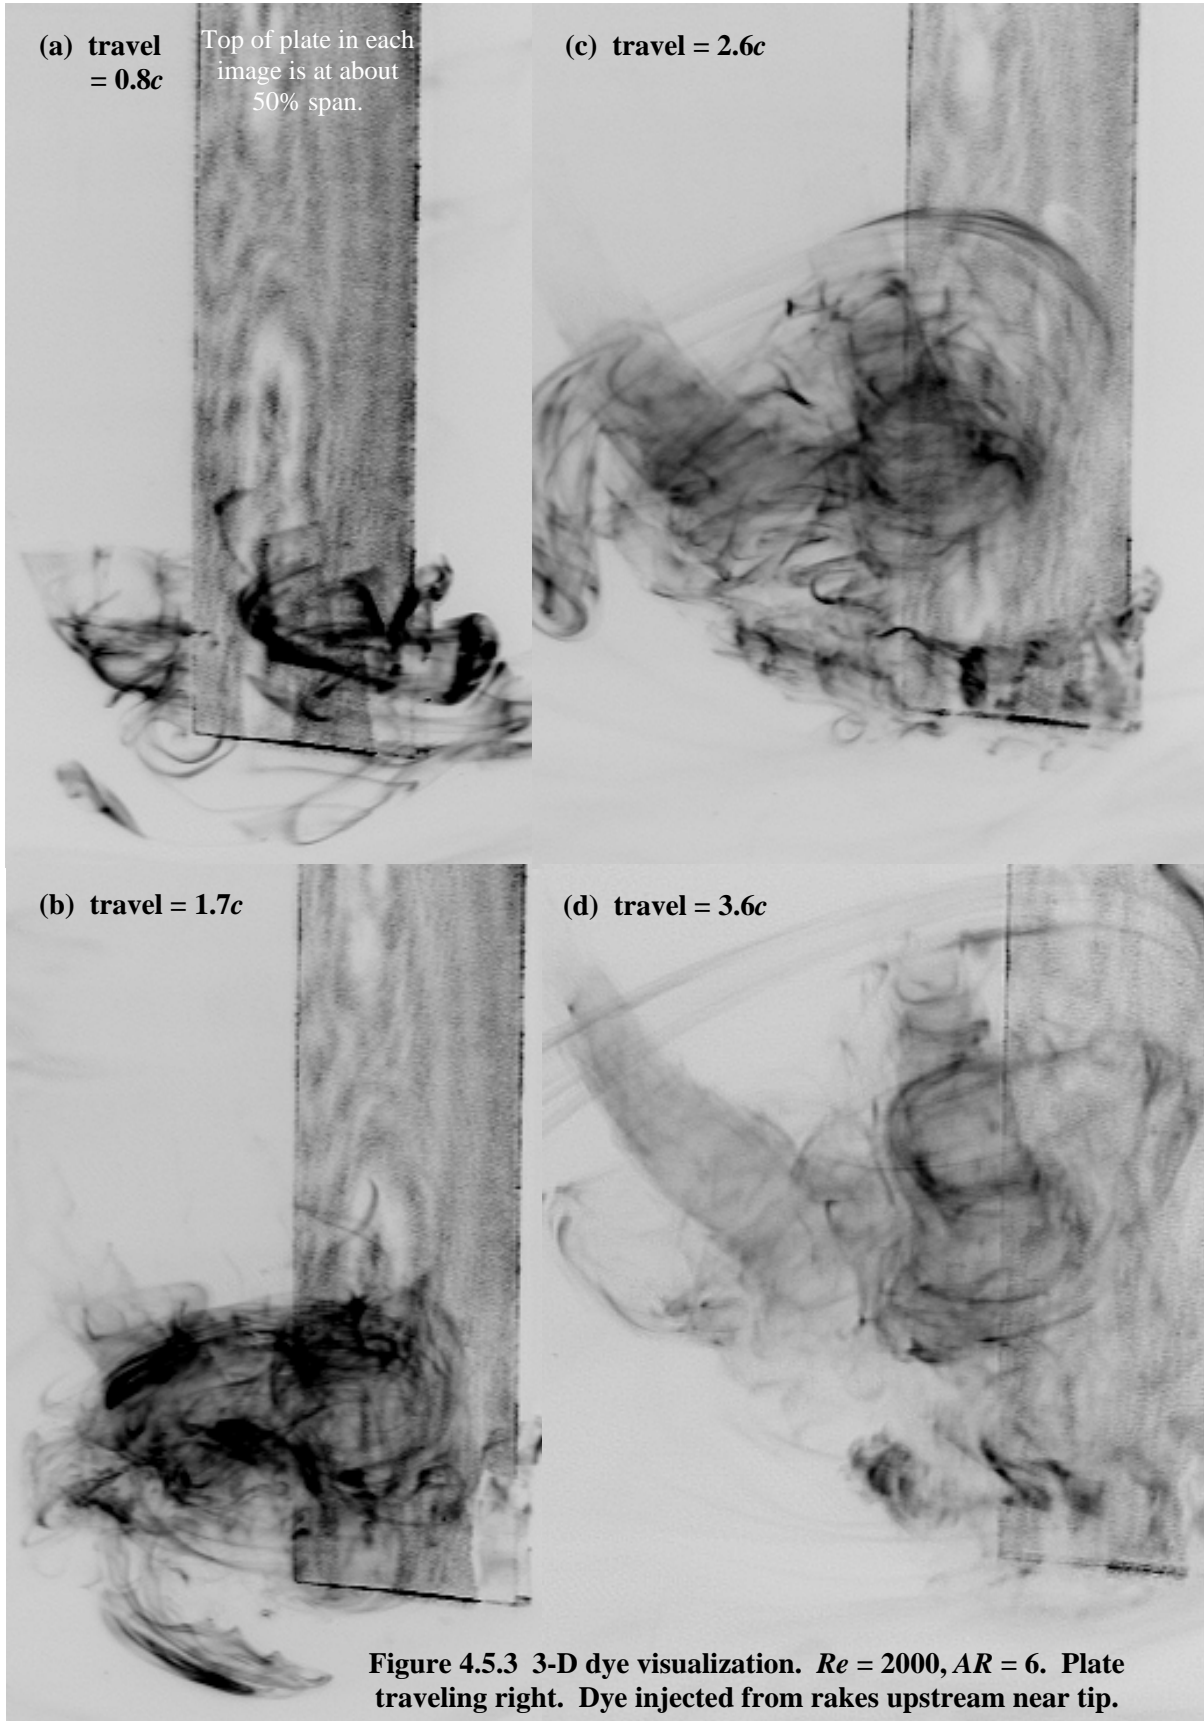 (a) travel
= 0.8c
Top of plate in each
image is at about
50% span.
(c) travel = 2.6c
(b) travel = 1.7c
(d) travel = 3.6c
Figure 4.5.3 3-D dye visualization. Re = 2000, AR = 6. Plate
traveling right. Dye injected from rakes upstream near tip.